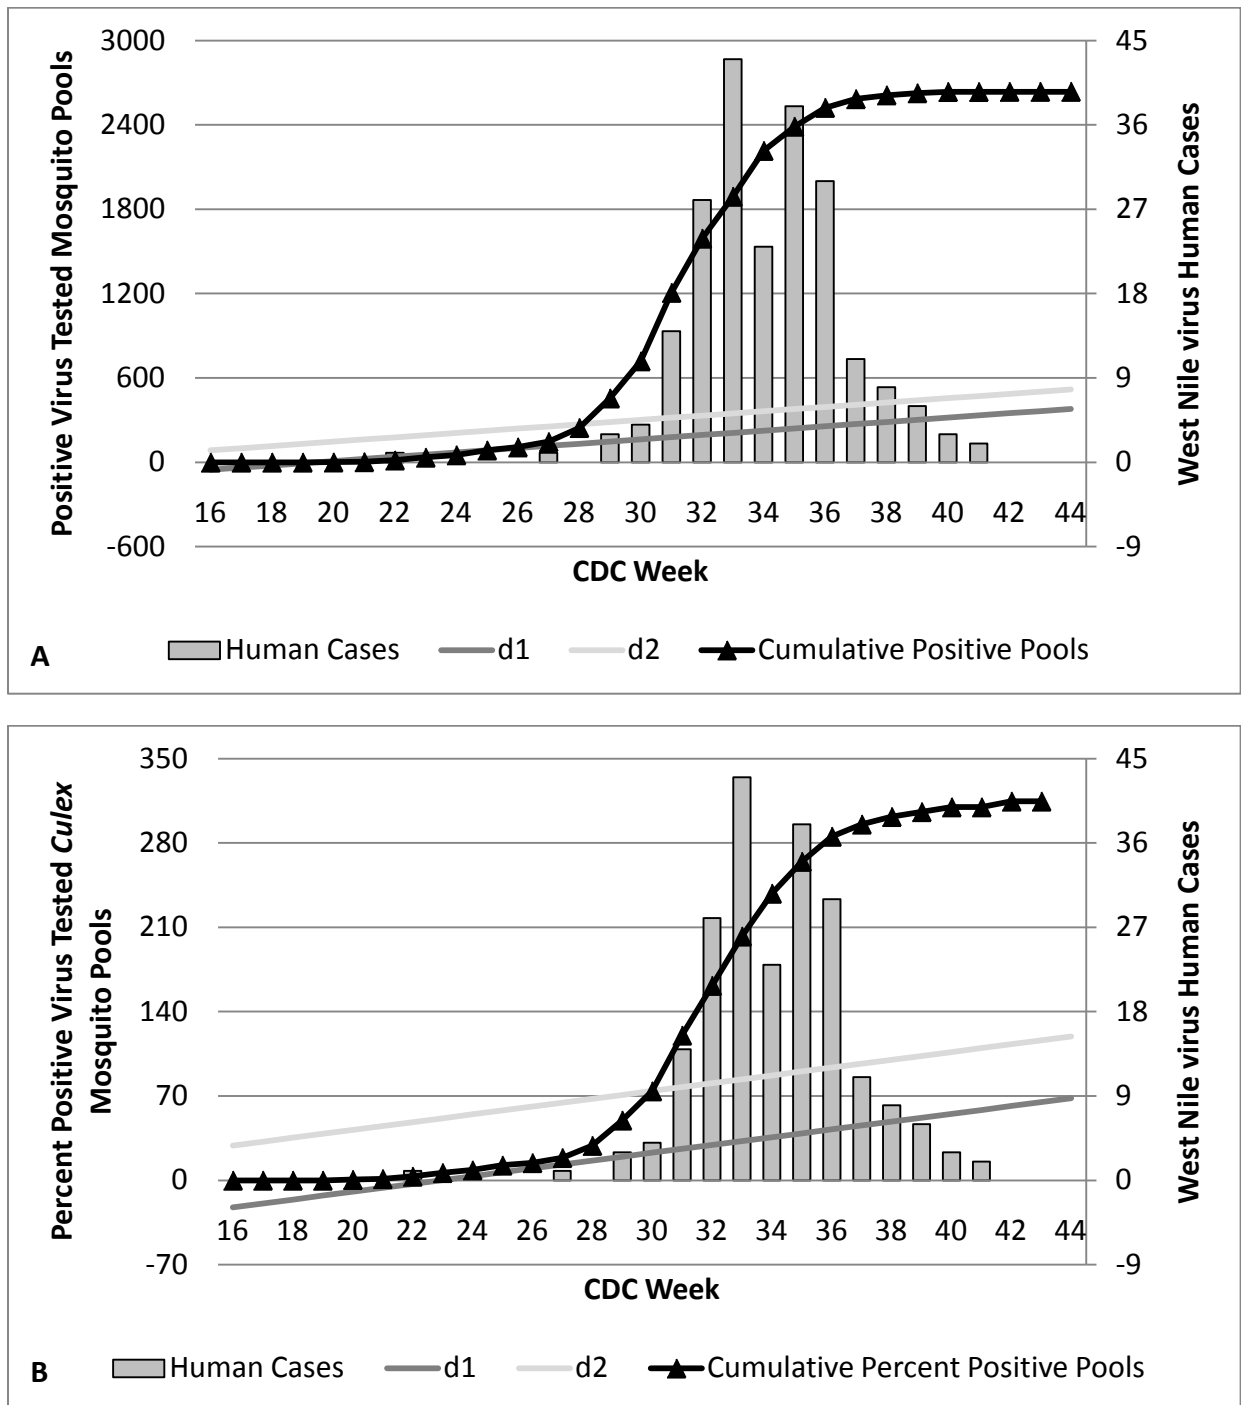 Positive Virus Tested Mosquito Pools
3000
2400
1800
1200
600
0
-600
45
36
27
18
9
0
-9
West Nile virus Human Cases
16 18 20 22 24 26 28 30 32 34 36 38 40 42 44
CDC Week
A
Human Cases d1 d2 Cumulative Positive Pools
Percent Positive Virus Tested Culex
Mosquito Pools
350
280
210
140
70
0
-70
45
36
27
18
9
0
-9
West Nile virus Human Cases
16 18 20 22 24 26 28 30 32 34 36 38 40 42 44
CDC Week
B
Human Cases d1 d2 Cumulative Percent Positive Pools